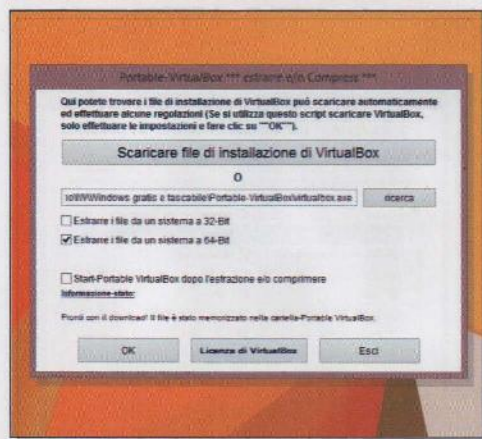 Portable-VirtualBox *** estrarre e/o Compress ***
Qui potete trovare i file di installazione di VirtualBox può scaricare automaticamente
ed effettuare alcune regolazioni (Se si utilizza questo script scaricare VirtualBox,
solo effettuare le impostazioni e fare clic su ""OK"").
Scaricare file di installazione di VirtualBox
O
\Windows gratis e tascabile\Portable-VirtualBox\virtualbox.exe
ricerca
Estrarre i file da un sistema a 32-Bit
Estrarre i file da un sistema a 64-Bit
Start-Portable VirtualBox dopo l'estrazione e/o comprimere
Informazione-stato:
Pronti con il download! Il file è stato memorizzato nella cartella-Portable VirtualBox.
OK
Licenza di VirtualBox
Esci